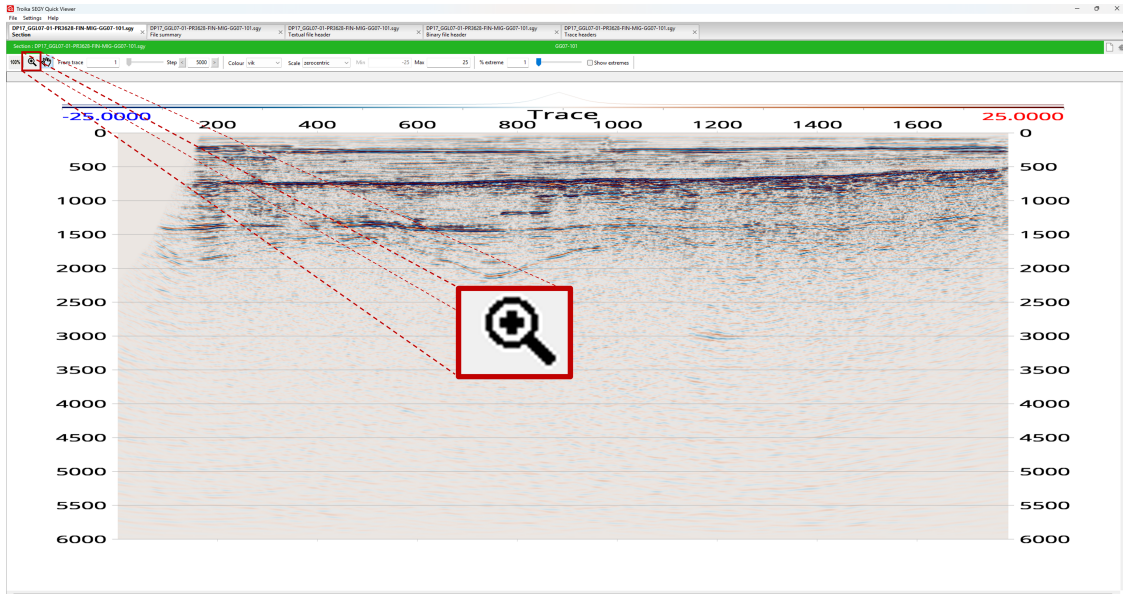 Troika SEGY Quick Viewer
File Settings Help
DP17_GGL07-01-PR3628-FIN-MIG-GG07-101.sgy
Section
DP17_GGL07-01-PR3628-FIN-MIG-GG07-101.sgy
File summary
DP17_GGL07-01-PR3628-FIN-MIG-GG07-101.sgy
Textual file header
DP17_GGL07-01-PR3628-FIN-MIG-GG07-101.sgy
Binary file header
DP17_GGL07-01-PR3628-FIN-MIG-GG07-101.sgy
Trace headers
Section : DP17_GGL07-01-PR3628-FIN-MIG-GG07-101.sgy GG07-101
100% From trace 1 Step 5000 Colour vik Scale zerocentric Min -25 Max 25 % extreme 1 Show extremes
-25.0000 Trace 25.0000
200 400 600 800 1000 1200 1400 1600
0 0
500 500
1000 1000
1500 1500
2000 2000
2500 2500
3000 3000
3500 3500
4000 4000
4500 4500
5000 5000
5500 5500
6000 6000